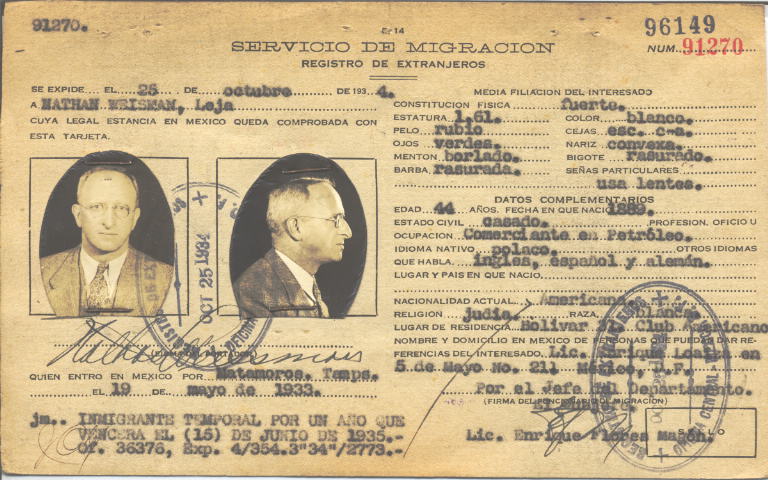 91270.
F 14
96149
SERVICIO DE MIGRACION
NUM. 91270
REGISTRO DE EXTRANJEROS
SE EXPIDE EL 25 DE octubre DE 1934.
A NATHAN WEISMAN, Leja
CUYA LEGAL ESTANCIA EN MEXICO QUEDA COMPROBADA CON
ESTA TARJETA.
OCT 25 1934
QUIEN ENTRO EN MEXICO POR Matamoros. Tamps.
EL 19 DE mayo de 1933.
jm.. INMIGRANTE TEMPORAL POR UN AÑO QUE
VENCERA EL (15) DE JUNIO DE 1935.-
Of. 36376, Exp. 4/354.3"34"/2773.-
MEDIA FILIACION DEL INTERESADO
CONSTITUCION FISICA fuerte.
ESTATURA 1.61. COLOR blanco.
PELO rubio CEJAS esc. c-a.
OJOS verdes. NARIZ convexa.
MENTON borlado. BIGOTE rasurado.
BARBA rasurada. SEÑAS PARTICULARES
usa lentes.
DATOS COMPLEMENTARIOS
EDAD 44 AÑOS. FECHA EN QUE NACIO 1889.
ESTADO CIVIL casado. PROFESION, OFICIO U
OCUPACION Comerciante en Petróleo.
IDIOMA NATIVO polaco. OTROS IDIOMAS
QUE HABLA. ingles, español y alemán.
LUGAR Y PAIS EN QUE NACIO
NACIONALIDAD ACTUAL Americana.
RELIGION judia. RAZA blanca.
LUGAR DE RESIDENCIA Bolivar 31. Club Americano
NOMBRE Y DOMICILIO EN MEXICO DE PERSONAS QUE PUEDAN DAR RE-
FERENCIAS DEL INTERESADO. Lic. Enrique Loaiza en
5 de Mayo No. 211 México, D.F.
Por el Jefe del Departamento.
(FIRMA DEL FUNCIONARIO DE MIGRACION)
Lic. Enrique Flores Magón.
SELLO